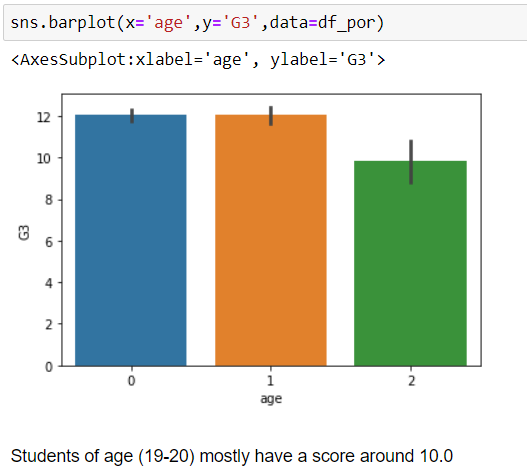 sns.barplot(x='age',y='G3',data=df_por)
<AxesSubplot:xlabel='age', ylabel='G3'>
12
10
8
6
4
2
0
G3
0 1 2
age
Students of age (19-20) mostly have a score around 10.0